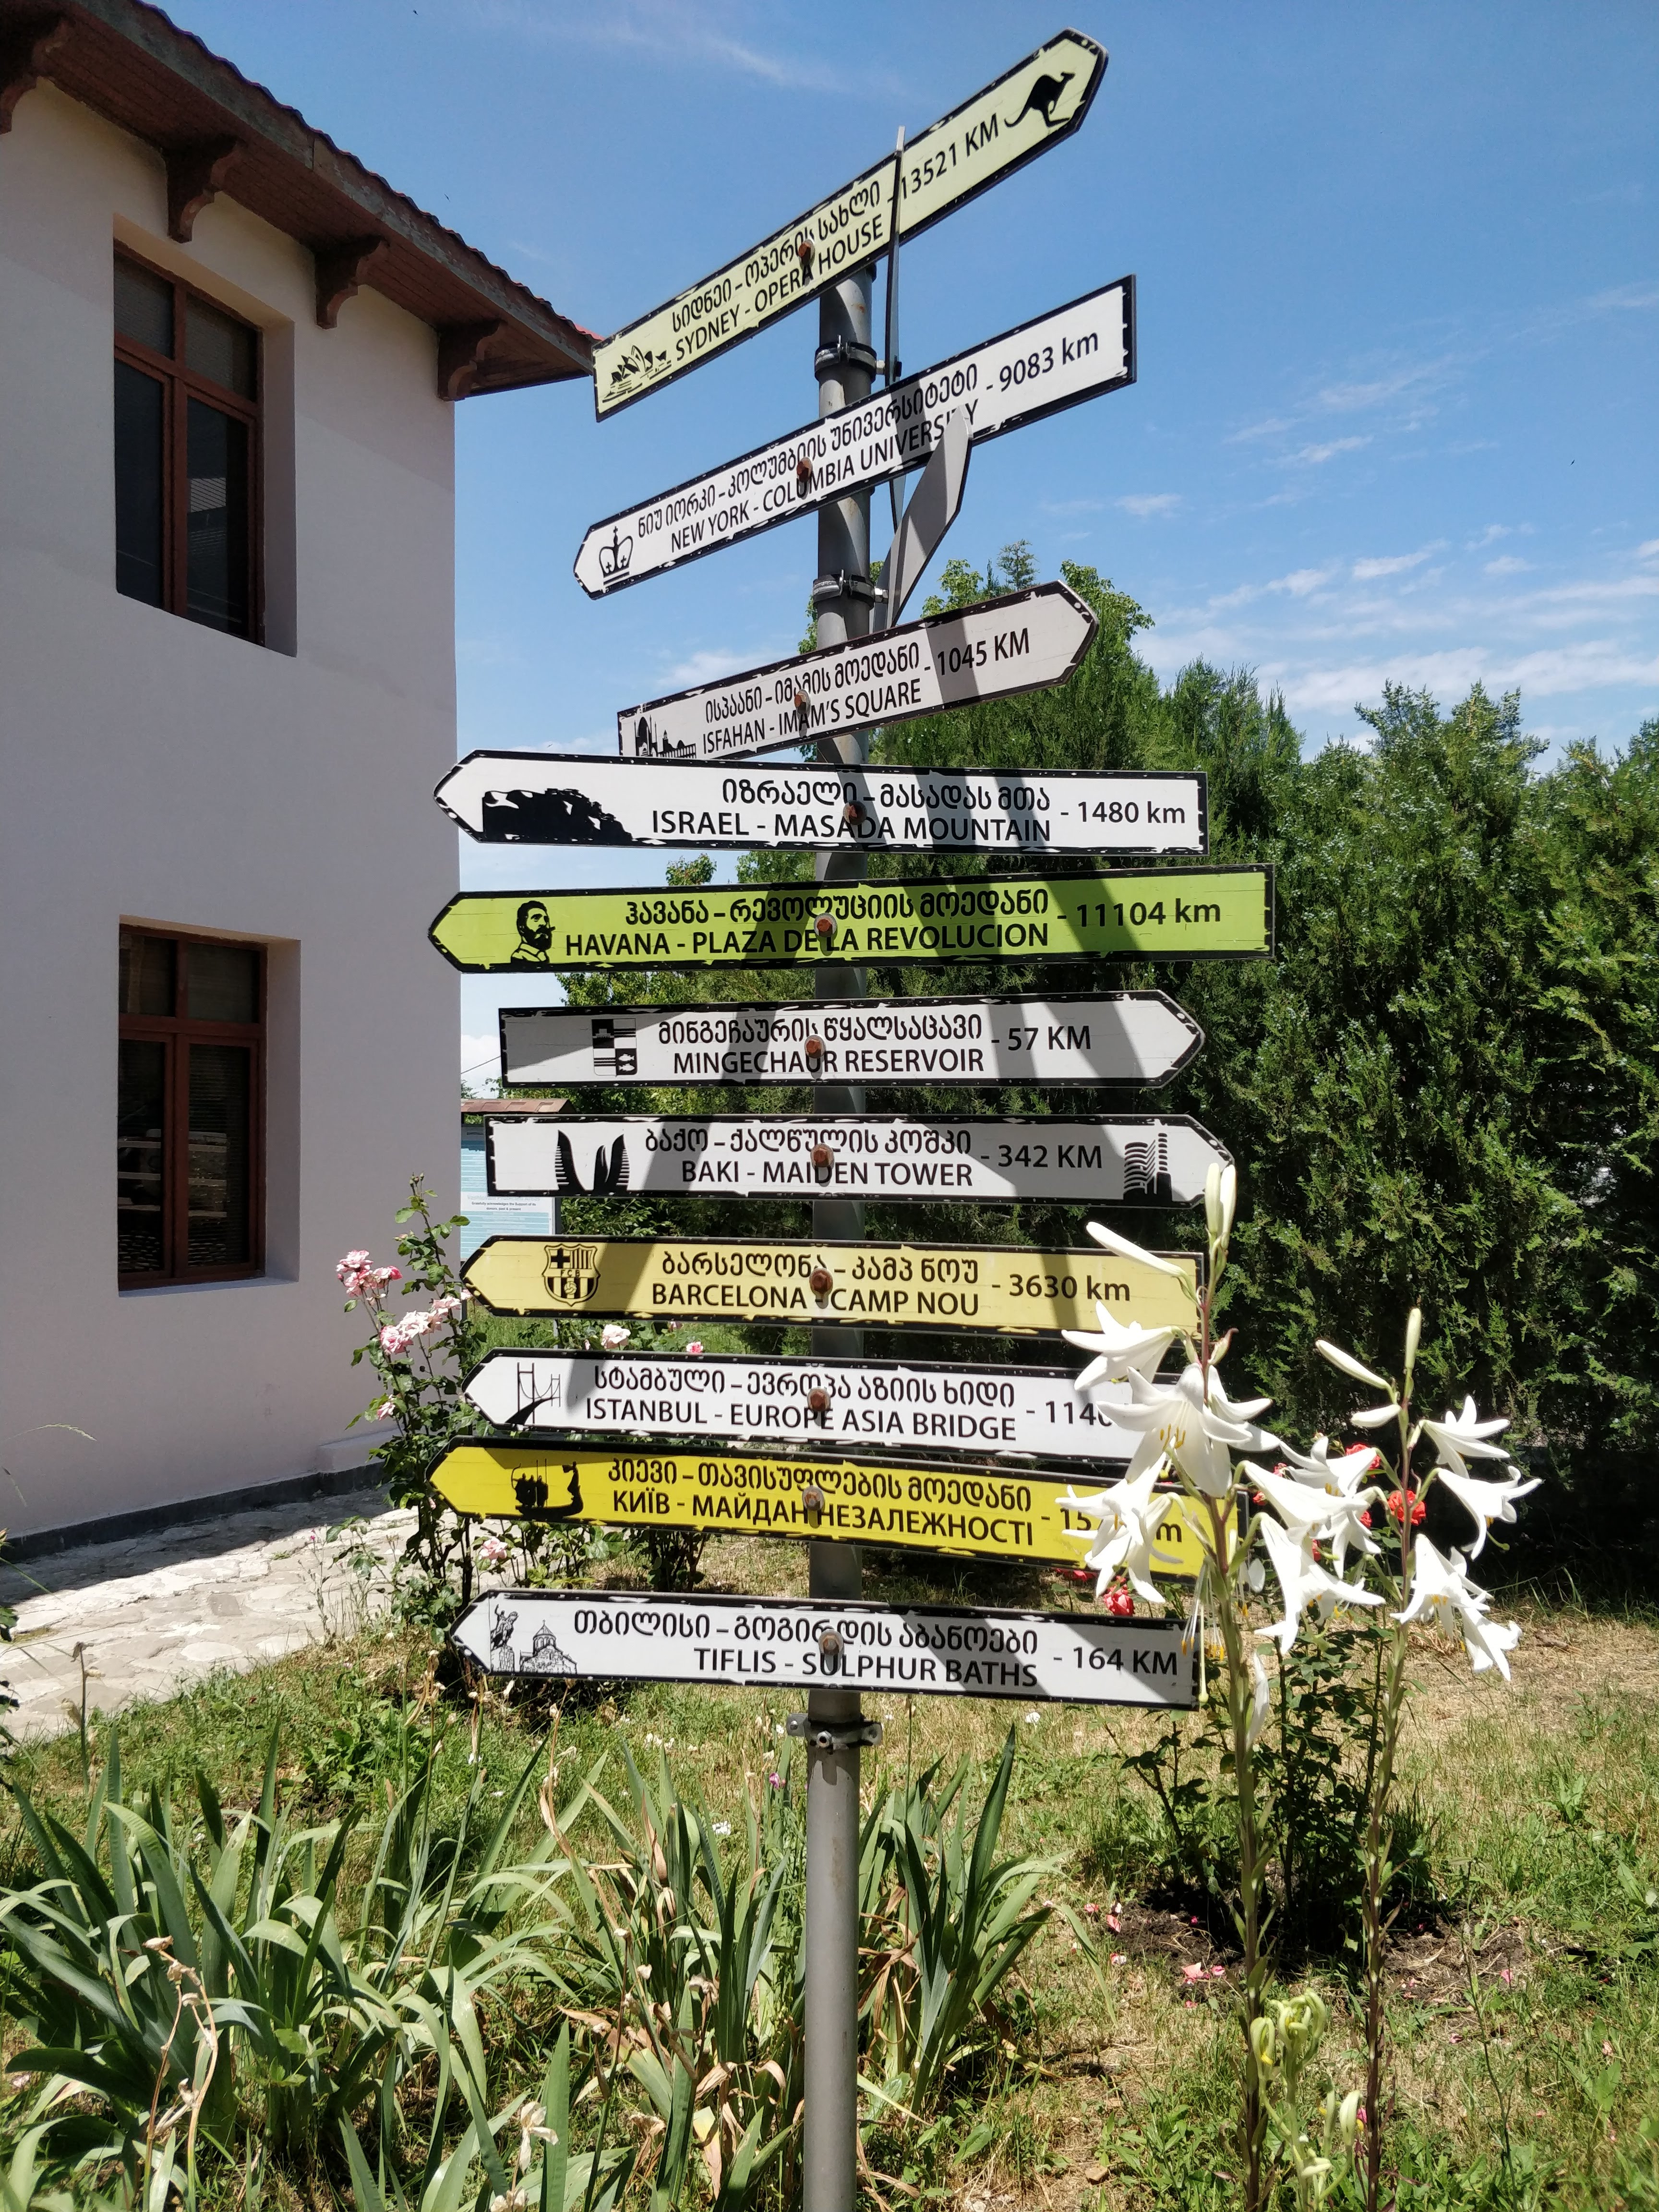 სიდნეი - ოპერის სახლი
SYDNEY - OPERA HOUSE - 13521 KM
ნიუ იორკი - კოლუმბიის უნივერსიტეტი
NEW YORK - COLUMBIA UNIVERSITY - 9083 km
ისპაანი - იმამის მოედანი
ISFAHAN - IMAM'S SQUARE - 1045 KM
ისრაელი - მასადას მთა
ISRAEL - MASADA MOUNTAIN - 1480 km
ჰავანა - რევოლუციის მოედანი
HAVANA - PLAZA DE LA REVOLUCION - 11104 km
მინგეჩაურის წყალსაცავი
MINGECHAUR RESERVOIR - 57 KM
ბაქო - ქალწულის კოშკი
BAKI - MAIDEN TOWER - 342 KM
FCB
ბარსელონა - კამპ ნოუ
BARCELONA - CAMP NOU - 3630 km
სტამბული - ევროპა აზიის ხიდი
ISTANBUL - EUROPE ASIA BRIDGE
კიევი - თავისუფლების მოედანი
КИЇВ - МАЙДАН НЕЗАЛЕЖНОСТІ
თბილისი - გოგირდის აბანოები
TIFLIS - SULPHUR BATHS - 164 KM